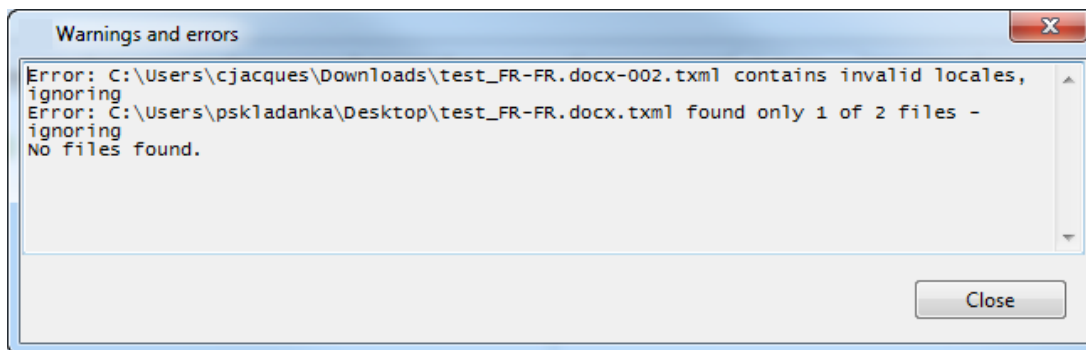 Warnings and errors
Error: C:\Users\cjacques\Downloads\test_FR-FR.docx-002.txml contains invalid locales,
ignoring
Error: C:\Users\pskladanka\Desktop\test_FR-FR.docx.txml found only 1 of 2 files -
ignoring
No files found.
Close